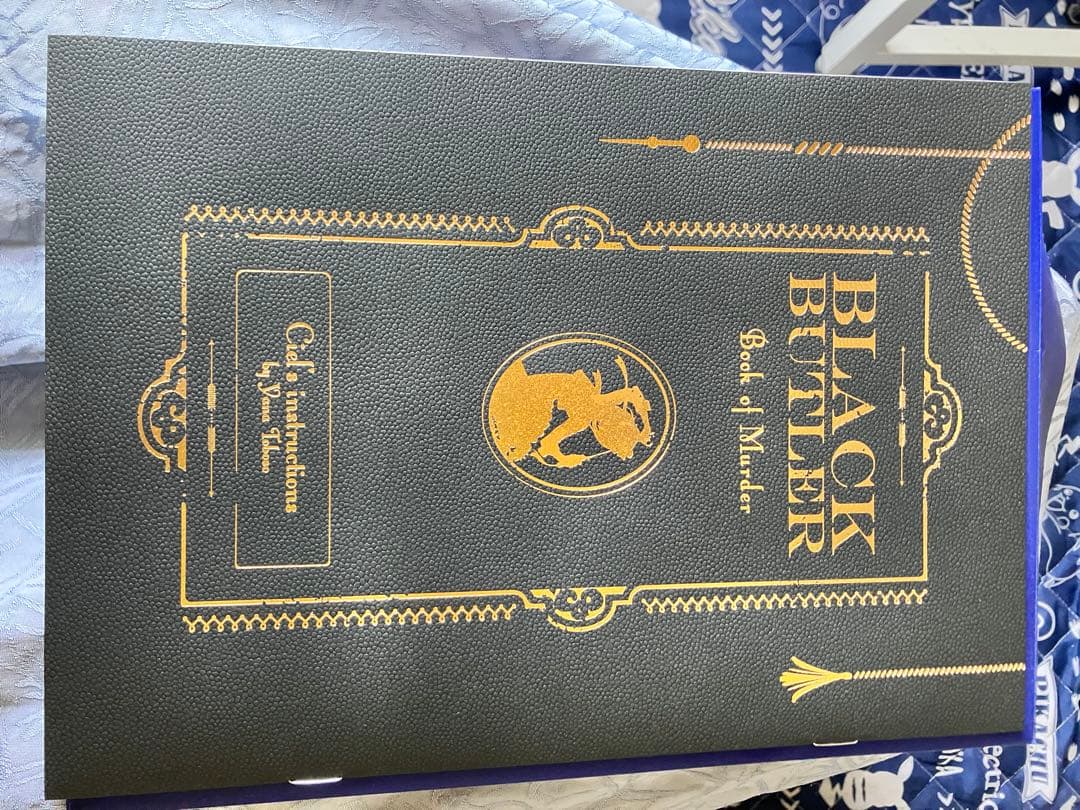 BLACK
BUTLER
Book of Murder
Ciel's instructions
by Yana Toboso